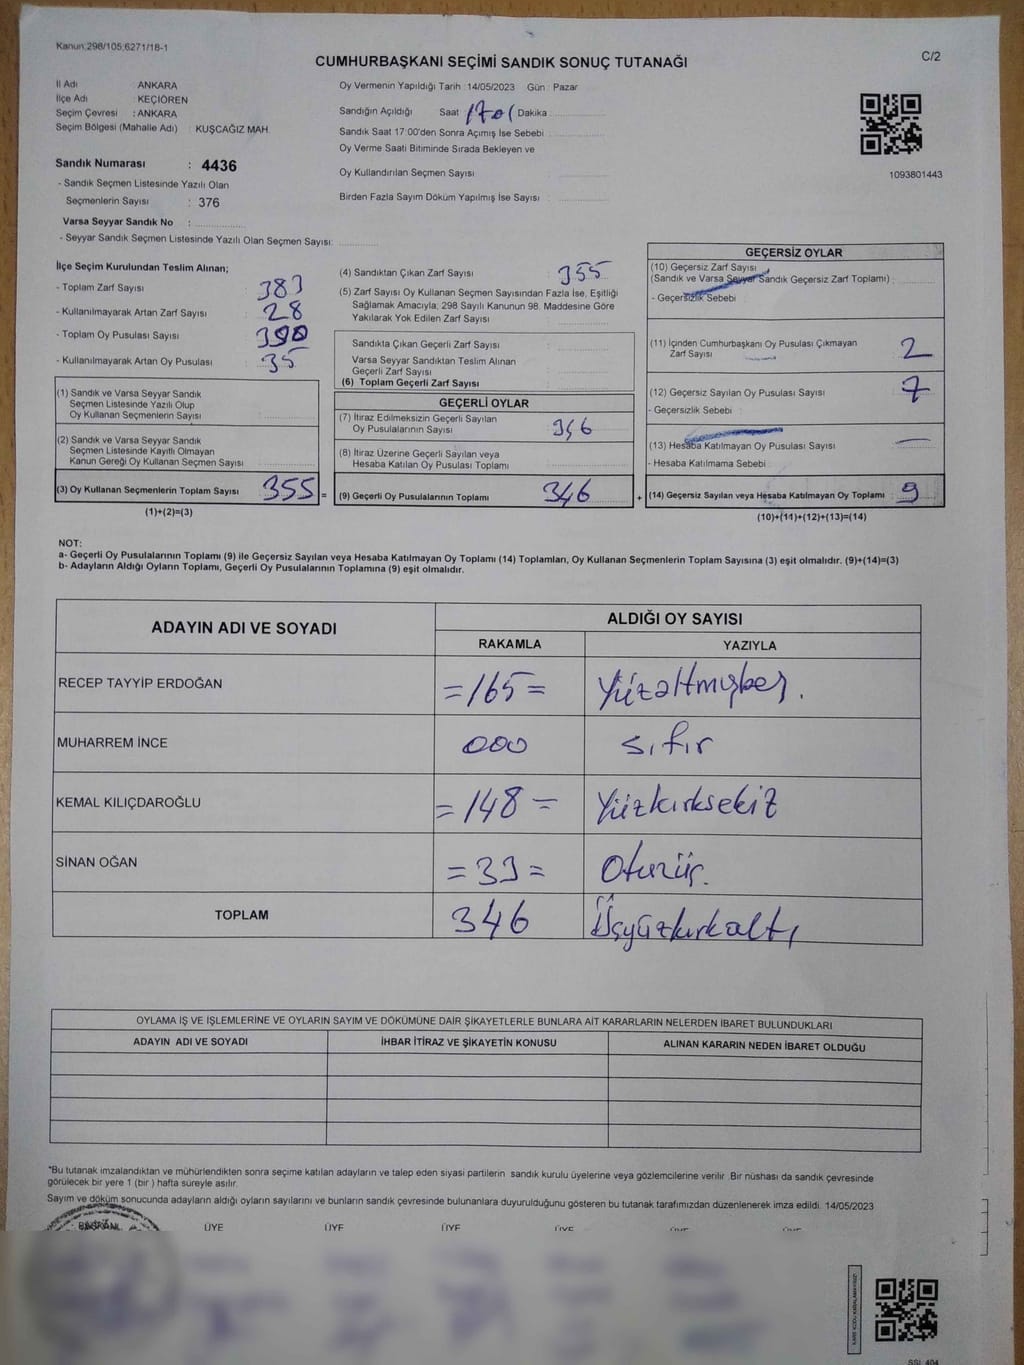 Kanun:298/105;6271/18-1
C/2
CUMHURBAŞKANI SEÇİMİ SANDIK SONUÇ TUTANAĞI
İl Adı : ANKARA
İlçe Adı : KEÇİÖREN
Seçim Çevresi : ANKARA
Seçim Bölgesi (Mahalle Adı) : KUŞCAĞIZ MAH.
Sandık Numarası : 4436
- Sandık Seçmen Listesinde Yazılı Olan
Seçmenlerin Sayısı : 376
Varsa Seyyar Sandık No :
- Seyyar Sandık Seçmen Listesinde Yazılı Olan Seçmen Sayısı:
Oy Vermenin Yapıldığı Tarih :14/05/2023 Gün : Pazar
Sandığın Açıldığı Saat 1701 Dakika
Sandık Saat 17:00'den Sonra Açımış İse Sebebi :
Oy Verme Saati Bitiminde Sırada Bekleyen ve
Oy Kullandırılan Seçmen Sayısı
Birden Fazla Sayım Döküm Yapılmış İse Sayısı :
1093801443
İlçe Seçim Kurulundan Teslim Alınan;
- Toplam Zarf Sayısı : 383
- Kullanılmayarak Artan Zarf Sayısı : 28
- Toplam Oy Pusulası Sayısı : 390
- Kullanılmayarak Artan Oy Pusulası : 35
(1) Sandık ve Varsa Seyyar Sandık
Seçmen Listesinde Yazılı Olup
Oy Kullanan Seçmenlerin Sayısı
(2) Sandık ve Varsa Seyyar Sandık
Seçmen Listesinde Kayıtlı Olmayan
Kanun Gereği Oy Kullanan Seçmen Sayısı
(3) Oy Kullanan Seçmenlerin Toplam Sayısı 355 =
(1)+(2)=(3)
(4) Sandıktan Çıkan Zarf Sayısı : 355
(5) Zarf Sayısı Oy Kullanan Seçmen Sayısından Fazla İse, Eşitliği
Sağlamak Amacıyla, 298 Sayılı Kanunun 98. Maddesine Göre
Yakılarak Yok Edilen Zarf Sayısı
Sandıkta Çıkan Geçerli Zarf Sayısı :
Varsa Seyyar Sandıktan Teslim Alınan
Geçerli Zarf Sayısı :
(6) Toplam Geçerli Zarf Sayısı
GEÇERLİ OYLAR
(7) İtiraz Edilmeksizin Geçerli Sayılan
Oy Pusulalarının Sayısı : 346
(8) İtiraz Üzerine Geçerli Sayılan veya
Hesaba Katılan Oy Pusulası Toplamı
(9) Geçerli Oy Pusulalarının Toplamı 346 +
GEÇERSİZ OYLAR
(10) Geçersiz Zarf Sayısı
(Sandık ve Varsa Seyyar Sandık Geçersiz Zarf Toplamı) :
- Geçersizlik Sebebi :
(11) İçinden Cumhurbaşkanı Oy Pusulası Çıkmayan
Zarf Sayısı : 2
(12) Geçersiz Sayılan Oy Pusulası Sayısı : 7
- Geçersizlik Sebebi :
(13) Hesaba Katılmayan Oy Pusulası Sayısı :
- Hesaba Katılmama Sebebi :
(14) Geçersiz Sayılan veya Hesaba Katılmayan Oy Toplamı : 9
(10)+(11)+(12)+(13)=(14)
NOT:
a- Geçerli Oy Pusulalarının Toplamı (9) ile Geçersiz Sayılan veya Hesaba Katılmayan Oy Toplamı (14) Toplamları, Oy Kullanan Seçmenlerin Toplam Sayısına (3) eşit olmalıdır. (9)+(14)=(3)
b- Adayların Aldığı Oyların Toplamı, Geçerli Oy Pusulalarının Toplamına (9) eşit olmalıdır.
ADAYIN ADI VE SOYADI
ALDIĞI OY SAYISI
RAKAMLA YAZIYLA
RECEP TAYYİP ERDOĞAN =165= Yüzaltmışbeş.
MUHARREM İNCE 000 sıfır
KEMAL KILIÇDAROĞLU =148= Yüzkırksekiz
SİNAN OĞAN =33= Otuzüç.
TOPLAM 346 Üçyüzkırkaltı
OYLAMA İŞ VE İŞLEMLERİNE VE OYLARIN SAYIM VE DÖKÜMÜNE DAİR ŞİKAYETLERLE BUNLARA AİT KARARLARIN NELERDEN İBARET BULUNDUKLARI
ADAYIN ADI VE SOYADI İHBAR İTİRAZ VE ŞİKAYETİN KONUSU ALINAN KARARIN NEDEN İBARET OLDUĞU
*Bu tutanak imzalandıktan ve mühürlendikten sonra seçime katılan adayların ve talep eden siyasi partilerin sandık kurulu üyelerine veya gözlemcilerine verilir. Bir nüshası da sandık çevresinde
görülecek bir yere 1 (bir ) hafta süreyle asılır.
Sayım ve döküm sonucunda adayların aldığı oyların sayılarını ve bunların sandık çevresinde bulunanlara duyurulduğunu gösteren bu tutanak tarafımızdan düzenlenerek imza edildi. 14/05/2023
BAŞKAN ÜYE ÜYE ÜYE ÜYE ÜYE ÜYE